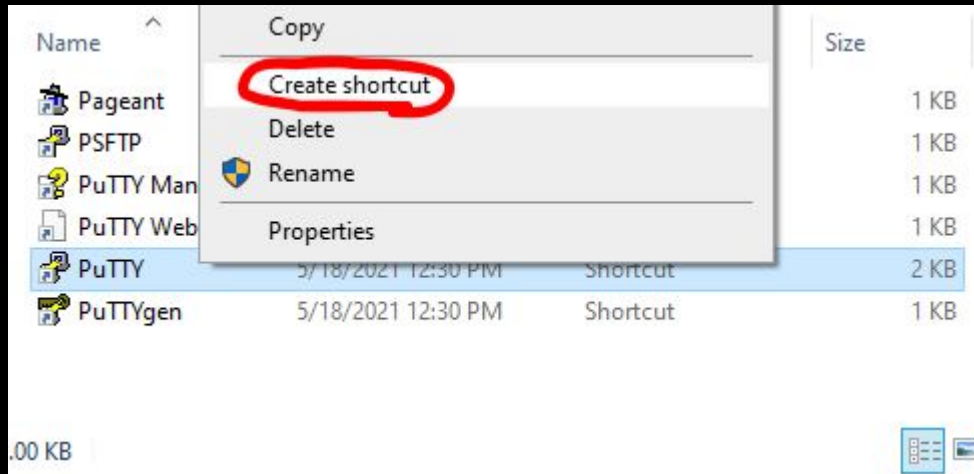 Name Copy Size
Create shortcut
Pageant 1 KB
Delete
PSFTP 1 KB
Rename
PuTTY Man 1 KB
PuTTY Web 1 KB
Properties
PuTTY 5/18/2021 12:30 PM Shortcut 2 KB
PuTTYgen 5/18/2021 12:30 PM Shortcut 1 KB
.00 KB